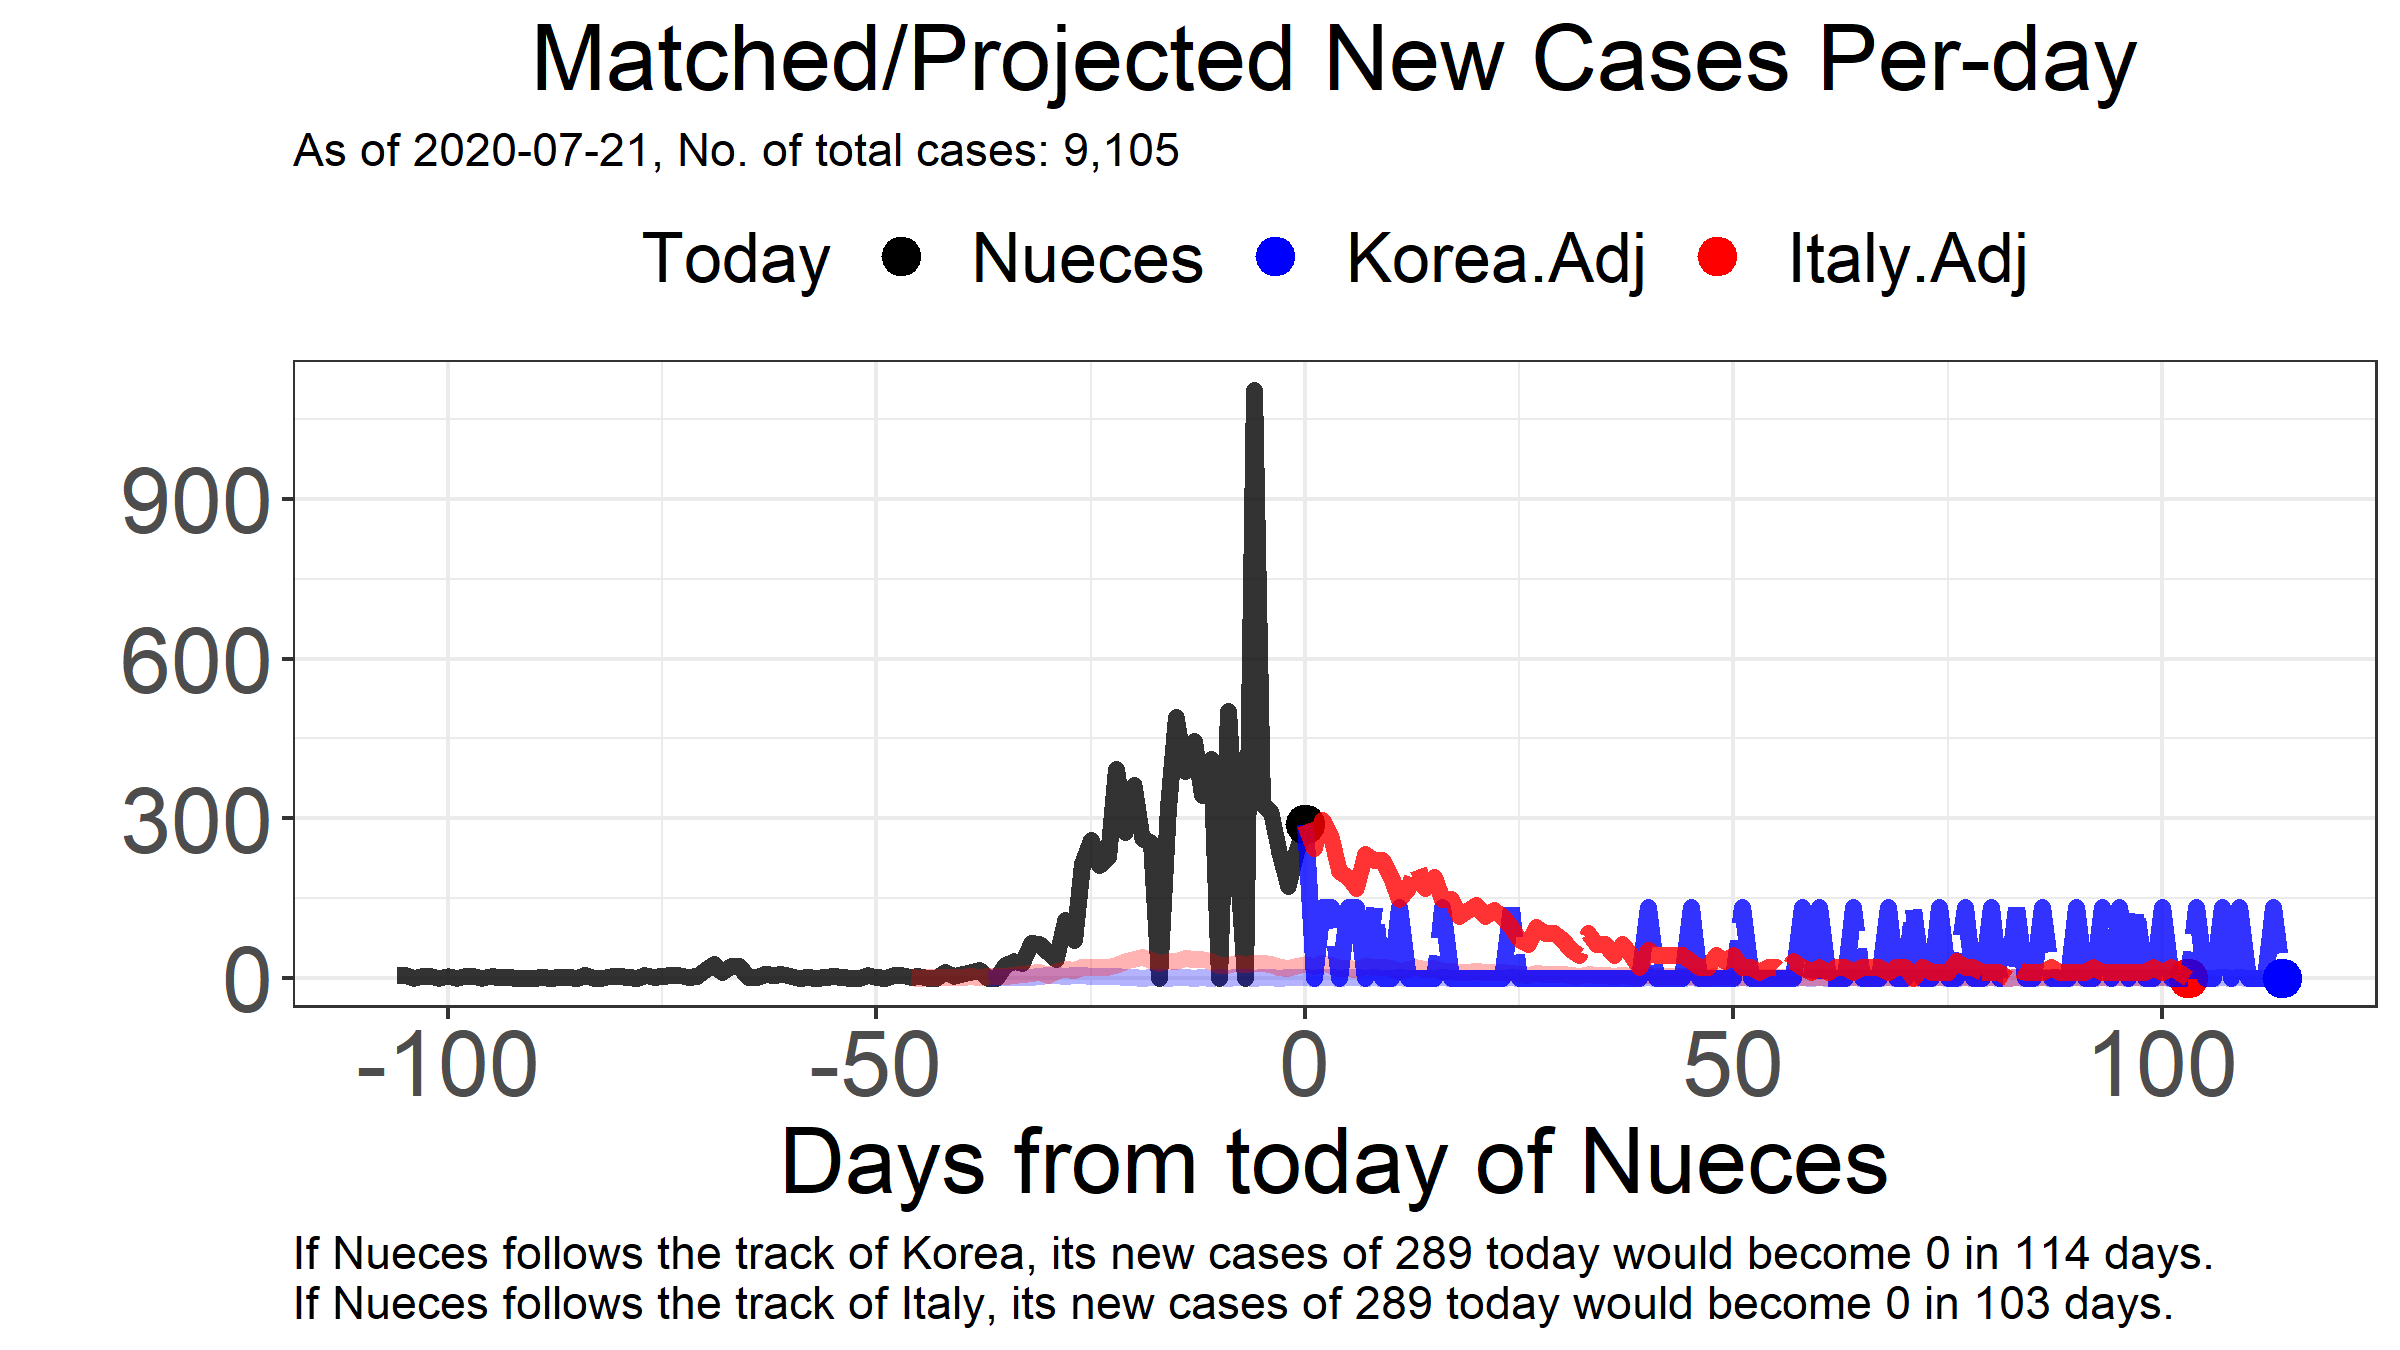 Matched/Projected New Cases Per-day
As of 2020-07-21, No. of total cases: 9,105
Today Nueces Korea.Adj Italy.Adj
900
600
300
0
-100 -50 0 50 100
Days from today of Nueces
If Nueces follows the track of Korea, its new cases of 289 today would become 0 in 114 days.
If Nueces follows the track of Italy, its new cases of 289 today would become 0 in 103 days.